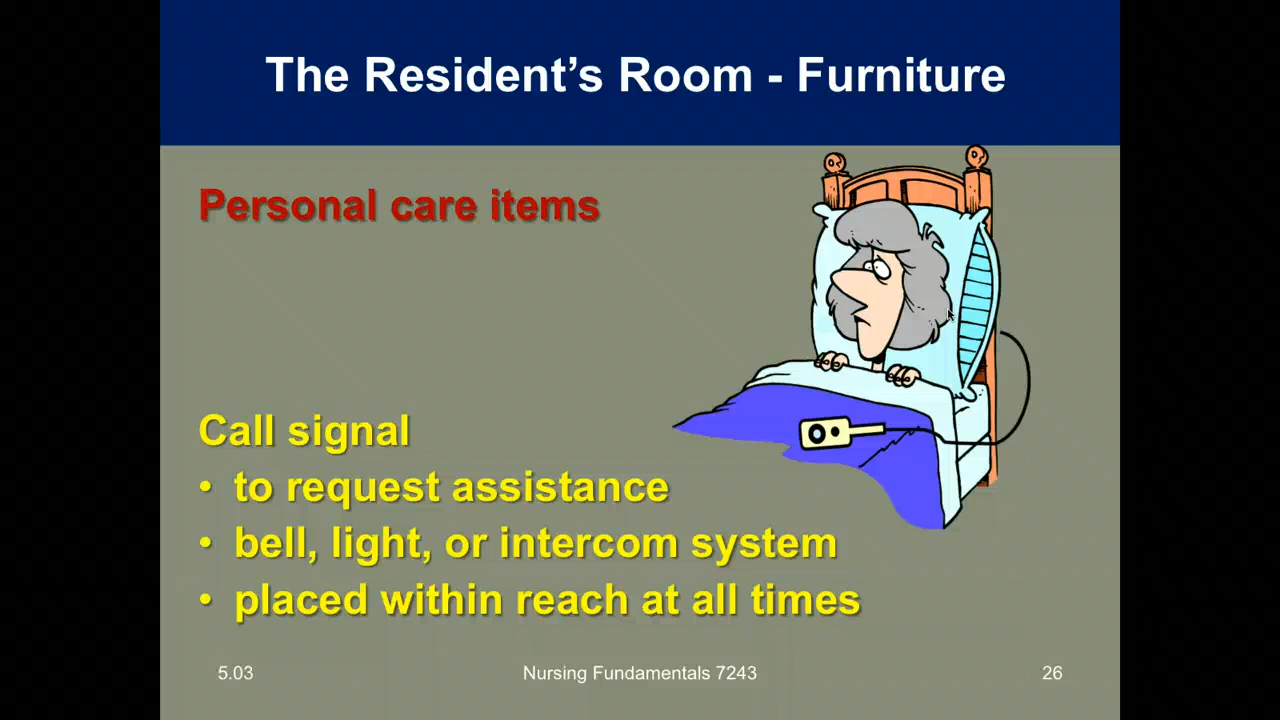 The Resident’s Room - Furniture
Personal care items
Call signal
• to request assistance
• bell, light, or intercom system
• placed within reach at all times
5.03
Nursing Fundamentals 7243
26